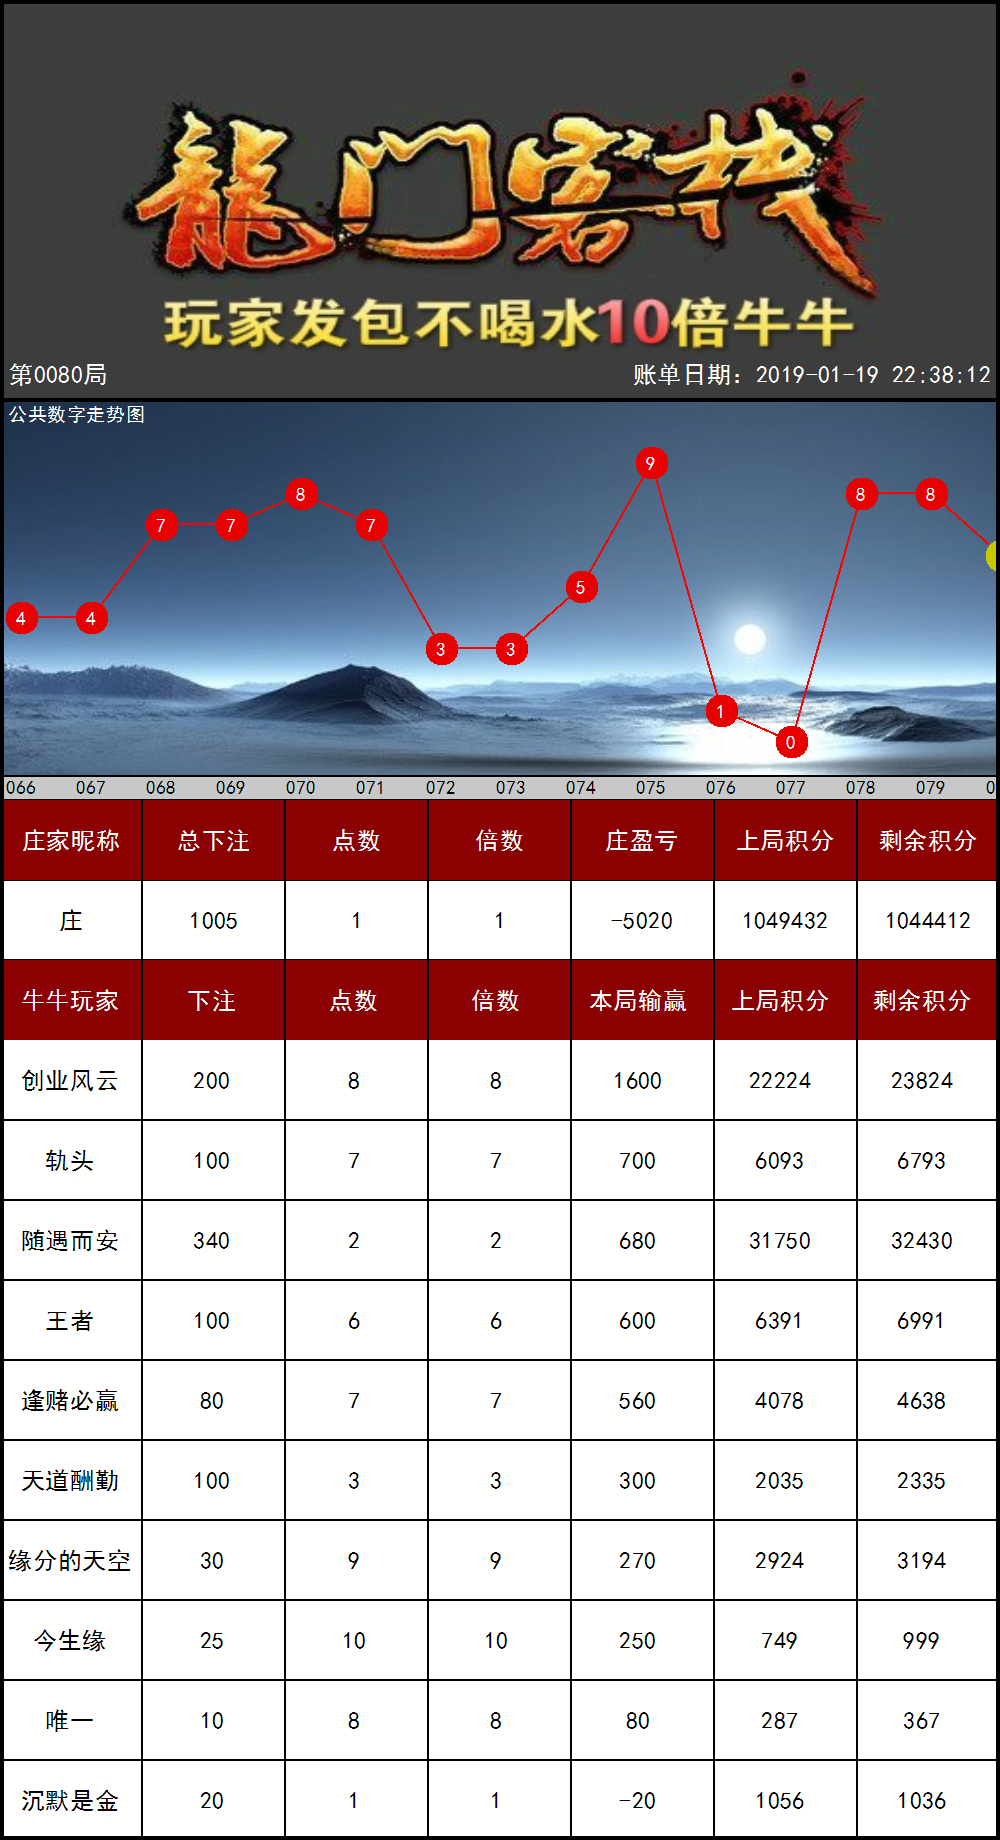 龍门客栈
玩家发包不喝水10倍牛牛
第0080局 账单日期：2019-01-19 22:38:12
公共数字走势图
4 4 7 7 8 7 3 3 5 9 1 0 8 8
066 067 068 069 070 071 072 073 074 075 076 077 078 079 0
庄家昵称 总下注 点数 倍数 庄盈亏 上局积分 剩余积分
庄 1005 1 1 -5020 1049432 1044412
牛牛玩家 下注 点数 倍数 本局输赢 上局积分 剩余积分
创业风云 200 8 8 1600 22224 23824
轨头 100 7 7 700 6093 6793
随遇而安 340 2 2 680 31750 32430
王者 100 6 6 600 6391 6991
逢赌必赢 80 7 7 560 4078 4638
天道酬勤 100 3 3 300 2035 2335
缘分的天空 30 9 9 270 2924 3194
今生缘 25 10 10 250 749 999
唯一 10 8 8 80 287 367
沉默是金 20 1 1 -20 1056 1036